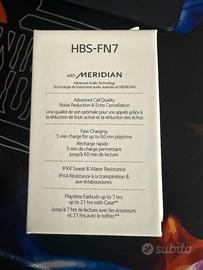 HBS-FN7
with MERIDIAN
Advanced Audio Technology
Technologie de traitement audio avancée de MERIDIAN
Advanced Call Quality
Noise Reduction & Echo Cancellation
Une qualité de son optimale pour vos appels grâce à
la réduction de bruit active et la réduction des échos
Fast Charging
5 min charge for up to 60 min playtime
Recharge rapide :
5 min de charge permettant
jusqu'à 60 min de lecture
IPX4 Sweat & Water Resistance
IPX4 Résistance à la transpiration &
aux éclaboussures
Playtime Earbuds up to 7 hrs
up to 21 hrs with Case
Jusqu'à 7 hrs de lecture avec les écouteurs
et 21 hrs avec le boîtier
subito